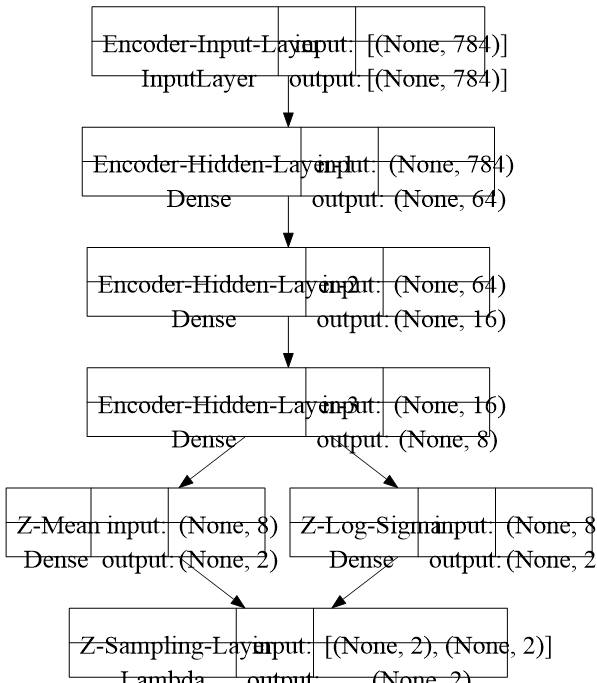 Encoder-Input-Layer input: [(None, 784)]
InputLayer output: [(None, 784)]
Encoder-Hidden-Layer-1 input: (None, 784)
Dense output: (None, 64)
Encoder-Hidden-Layer-2 input: (None, 64)
Dense output: (None, 16)
Encoder-Hidden-Layer-3 input: (None, 16)
Dense output: (None, 8)
Z-Mean input: (None, 8)
Dense output: (None, 2)
Z-Log-Sigma input: (None, 8
Dense output: (None, 2
Z-Sampling-Layer input: [(None, 2), (None, 2)]
Lambda output: (None, 2)